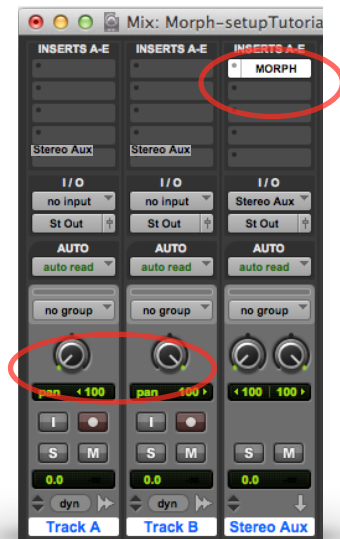 Mix: Morph-setupTutoria
INSERTS A-E INSERTS A-E INSERTS A-E
MORPH
Stereo Aux Stereo Aux
I/O I/O I/O
no input no input Stereo Aux
St Out St Out St Out
AUTO AUTO AUTO
auto read auto read auto read
no group no group no group
pan ◂100 pan 100▸ ◂100 100▸
I I
S M S M S M
0.0 0.0 0.0
dyn dyn
Track A Track B Stereo Aux